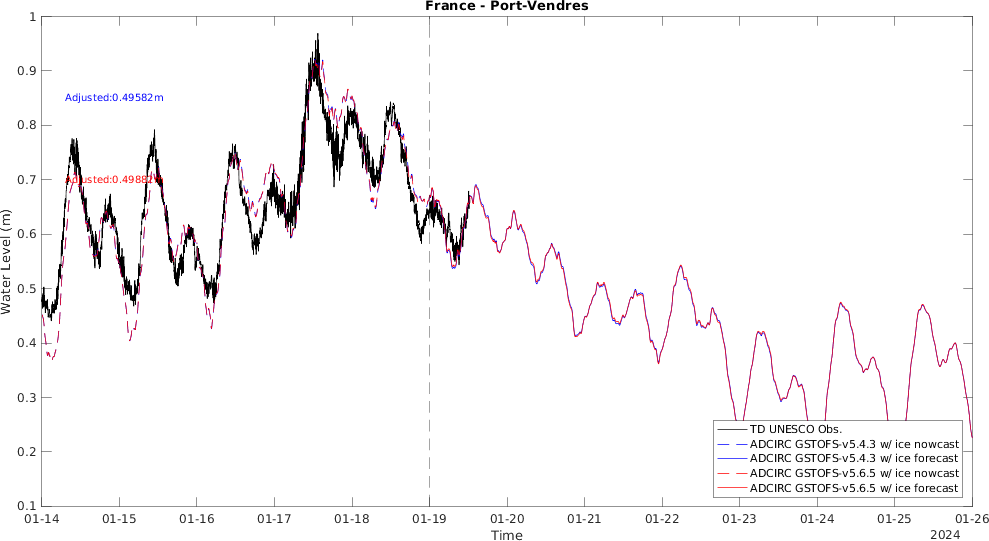 France - Port-Vendres
1
0.9
0.8
0.7
0.6
0.5
0.4
0.3
0.2
0.1
Water Level (m)
Adjusted:0.49582m
Adjusted:0.49882m
TD UNESCO Obs.
ADCIRC GSTOFS-v5.4.3 w/ ice nowcast
ADCIRC GSTOFS-v5.4.3 w/ ice forecast
ADCIRC GSTOFS-v5.6.5 w/ ice nowcast
ADCIRC GSTOFS-v5.6.5 w/ ice forecast
01-14 01-15 01-16 01-17 01-18 01-19 01-20 01-21 01-22 01-23 01-24 01-25 01-26
Time
2024